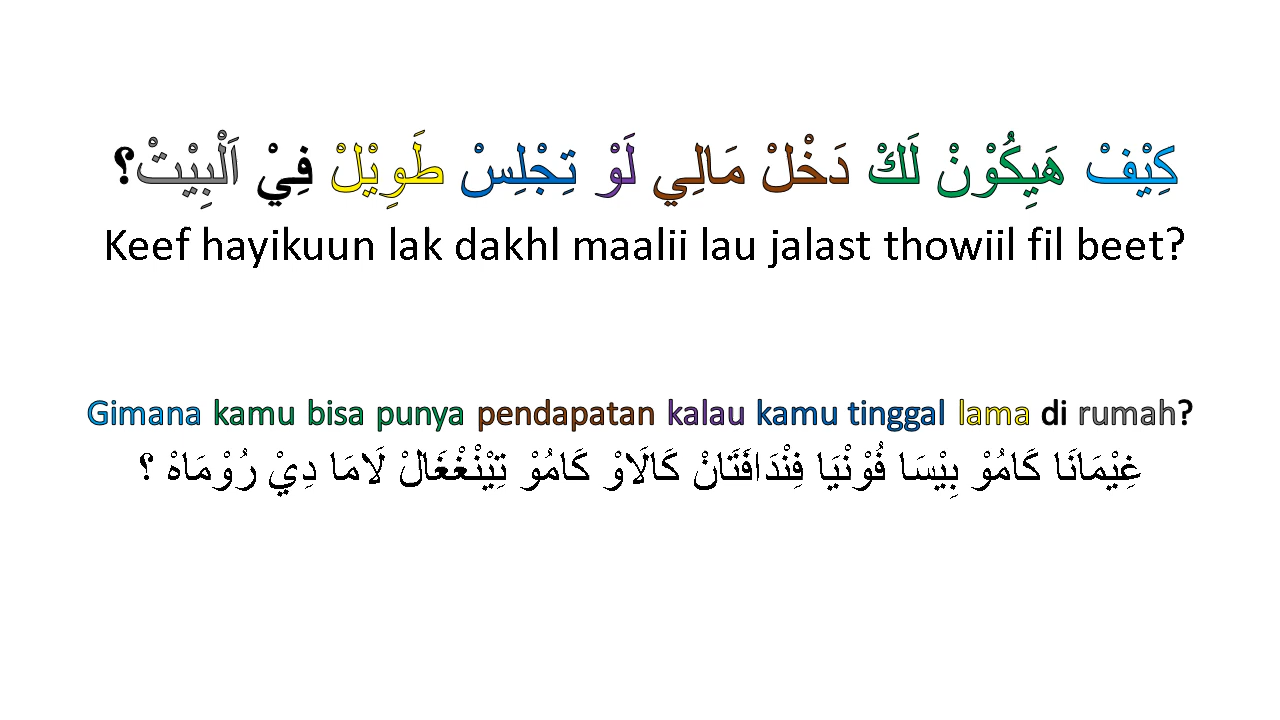 كِيْفْ هَيِكُوْنْ لَكْ دَخْلْ مَالِي لَوْ تِجْلِسْ طَوِيْلْ فِيْ اَلْبِيْتْ؟
Keef hayikuun lak dakhl maalii lau jalast thowiil fil beet?
Gimana kamu bisa punya pendapatan kalau kamu tinggal lama di rumah?
غِيْمَانَا كَامُوْ بِيْسَا فُوْنْيَا فِنْدَافَتَانْ كَالَاوْ كَامُوْ تِيْنْغْغَالْ لَامَا دِيْ رُوْمَاهْ ؟